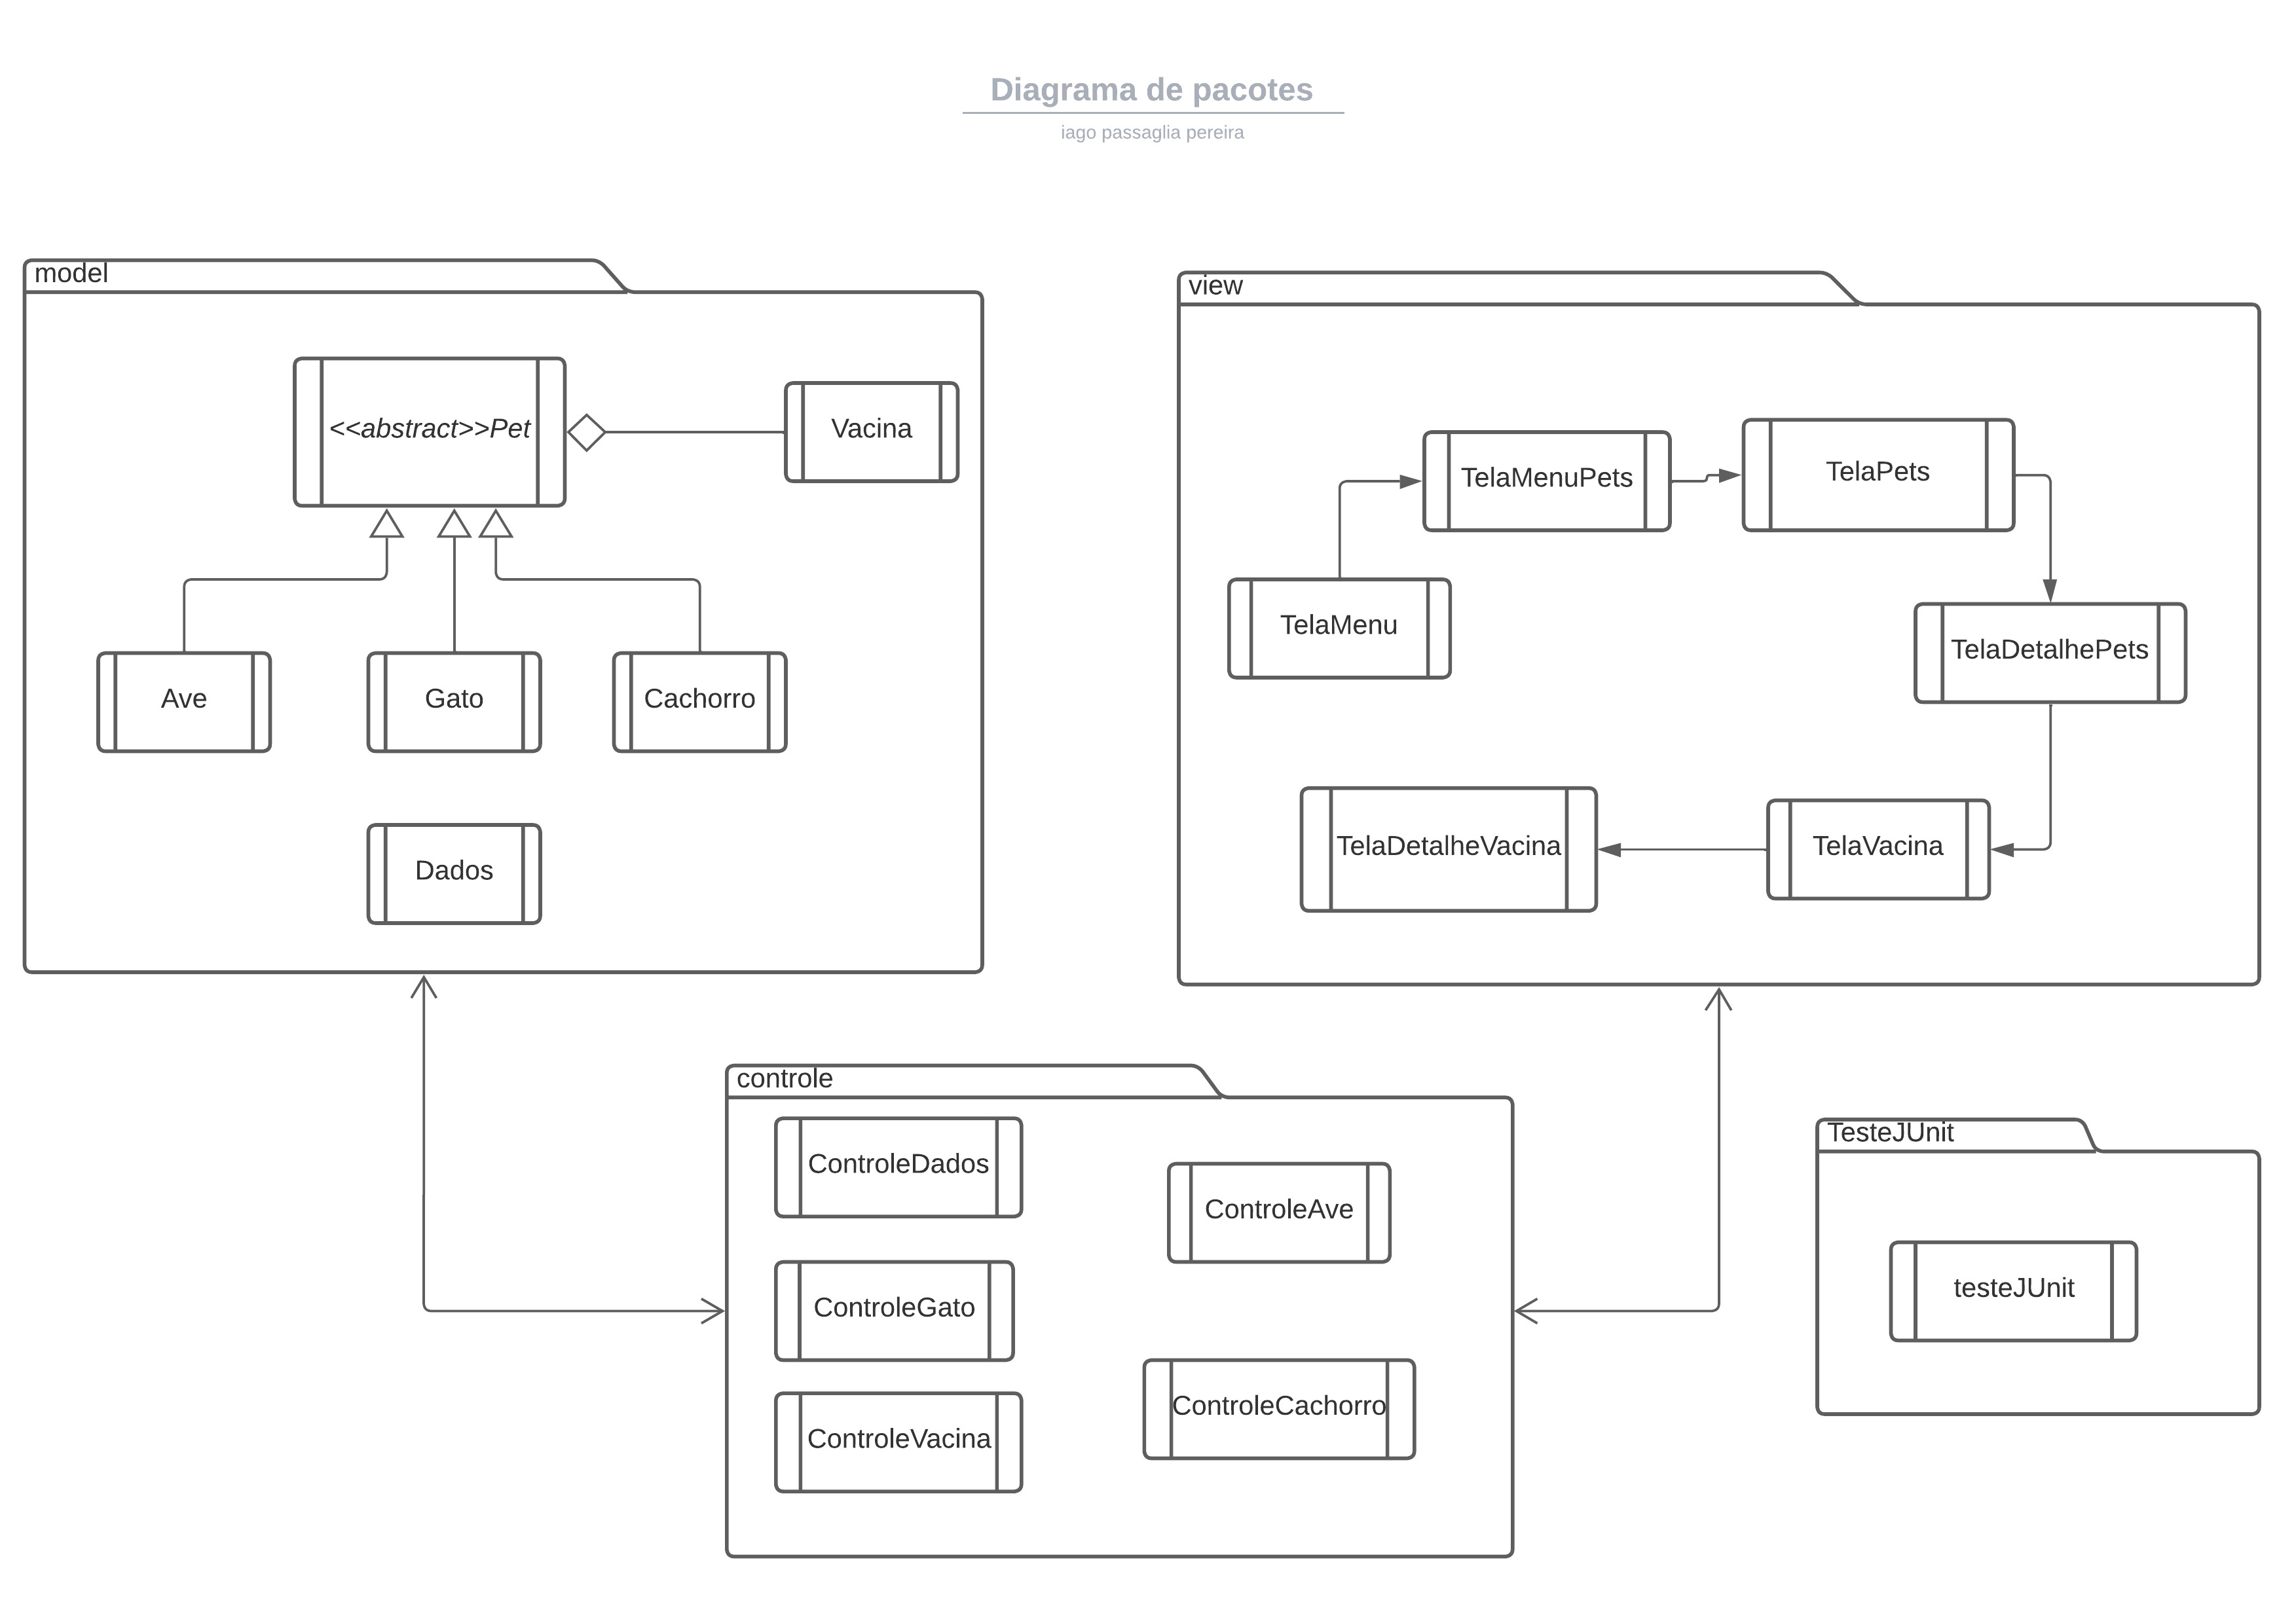 Diagrama de pacotes
iago passaglia pereira
model
<<abstract>>Pet
Vacina
Ave
Gato
Cachorro
Dados
view
TelaMenuPets
TelaPets
TelaMenu
TelaDetalhePets
TelaDetalheVacina
TelaVacina
controle
ControleDados
ControleAve
ControleGato
ControleCachorro
ControleVacina
TesteJUnit
testeJUnit